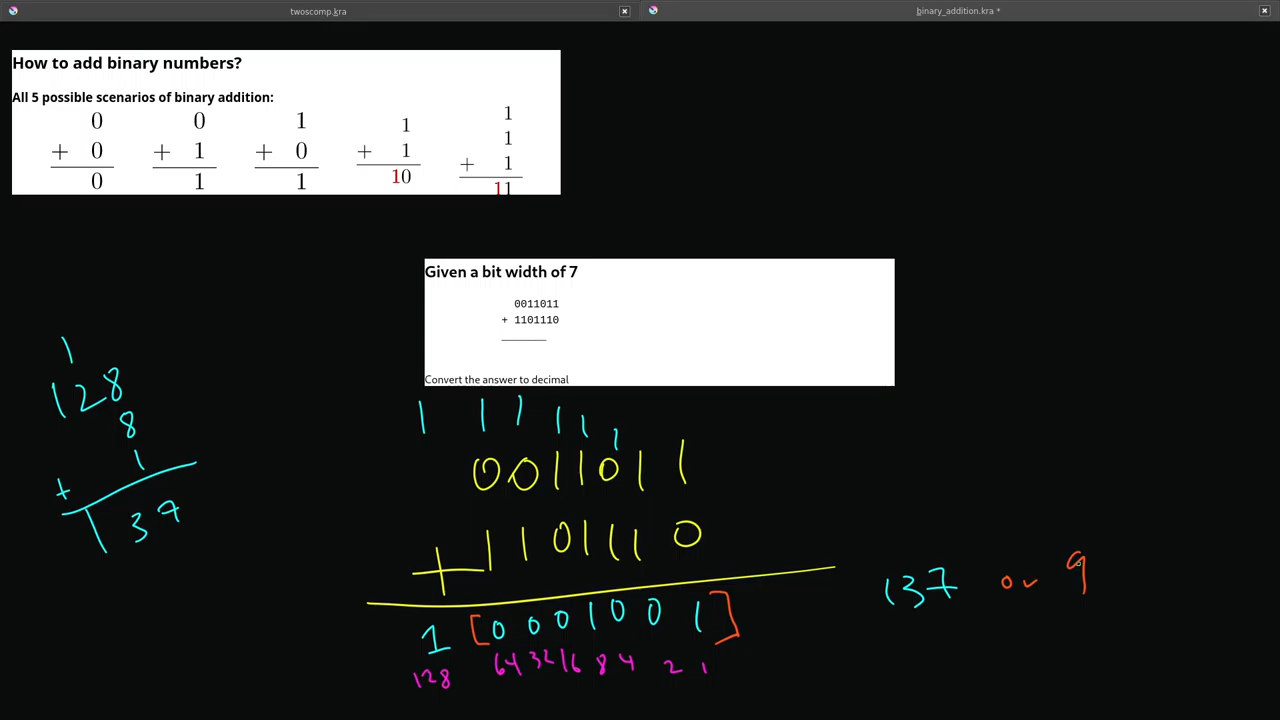 twoscomp.kra
binary_addition.kra *
How to add binary numbers?
All 5 possible scenarios of binary addition:
0 0 1 1 1
+ 0 + 1 + 0 + 1 1
+ 1
0 1 1 10 11
Given a bit width of 7
0011011
+ 1101110
Convert the answer to decimal
1
128
8
1
+
137
1 1 1 1 1 1
0011011
+ 1101110
1 [0001001]
128 64 32 16 8 4 2 1
137 or 9